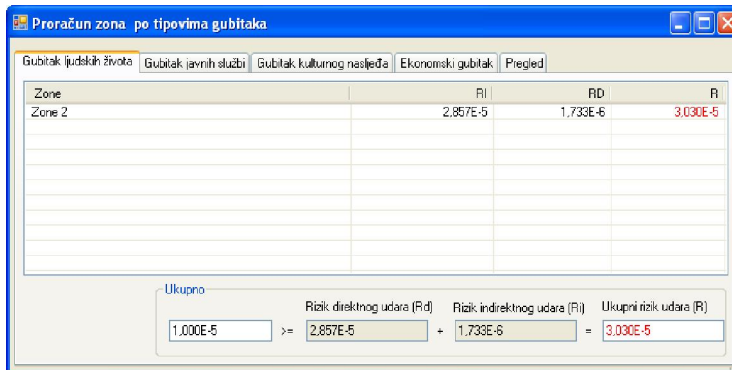 Proračun zona po tipovima gubitaka
Gubitak ljudskih života Gubitak javnih službi Gubitak kulturnog nasljeđa Ekonomski gubitak Pregled
Zone RI RD R
Zone 2 2,857E-5 1,733E-6 3,030E-5
Ukupno
Rizik direktnog udara (Rd) Rizik indirektnog udara (Ri) Ukupni rizik udara (R)
1,000E-5 >= 2,857E-5 + 1,733E-6 = 3,030E-5